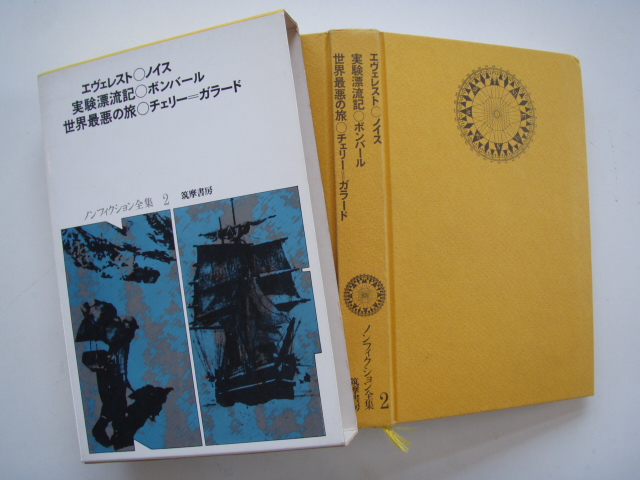 エヴェレスト○ノイス
実験漂流記○ボンバール
世界最悪の旅○チェリー＝ガラード
ノンフィクション全集 2 筑摩書房
エヴェレスト○ノイス
実験漂流記○ボンバール
世界最悪の旅○チェリー＝ガラード
ノンフィクション全集 2
筑摩書房